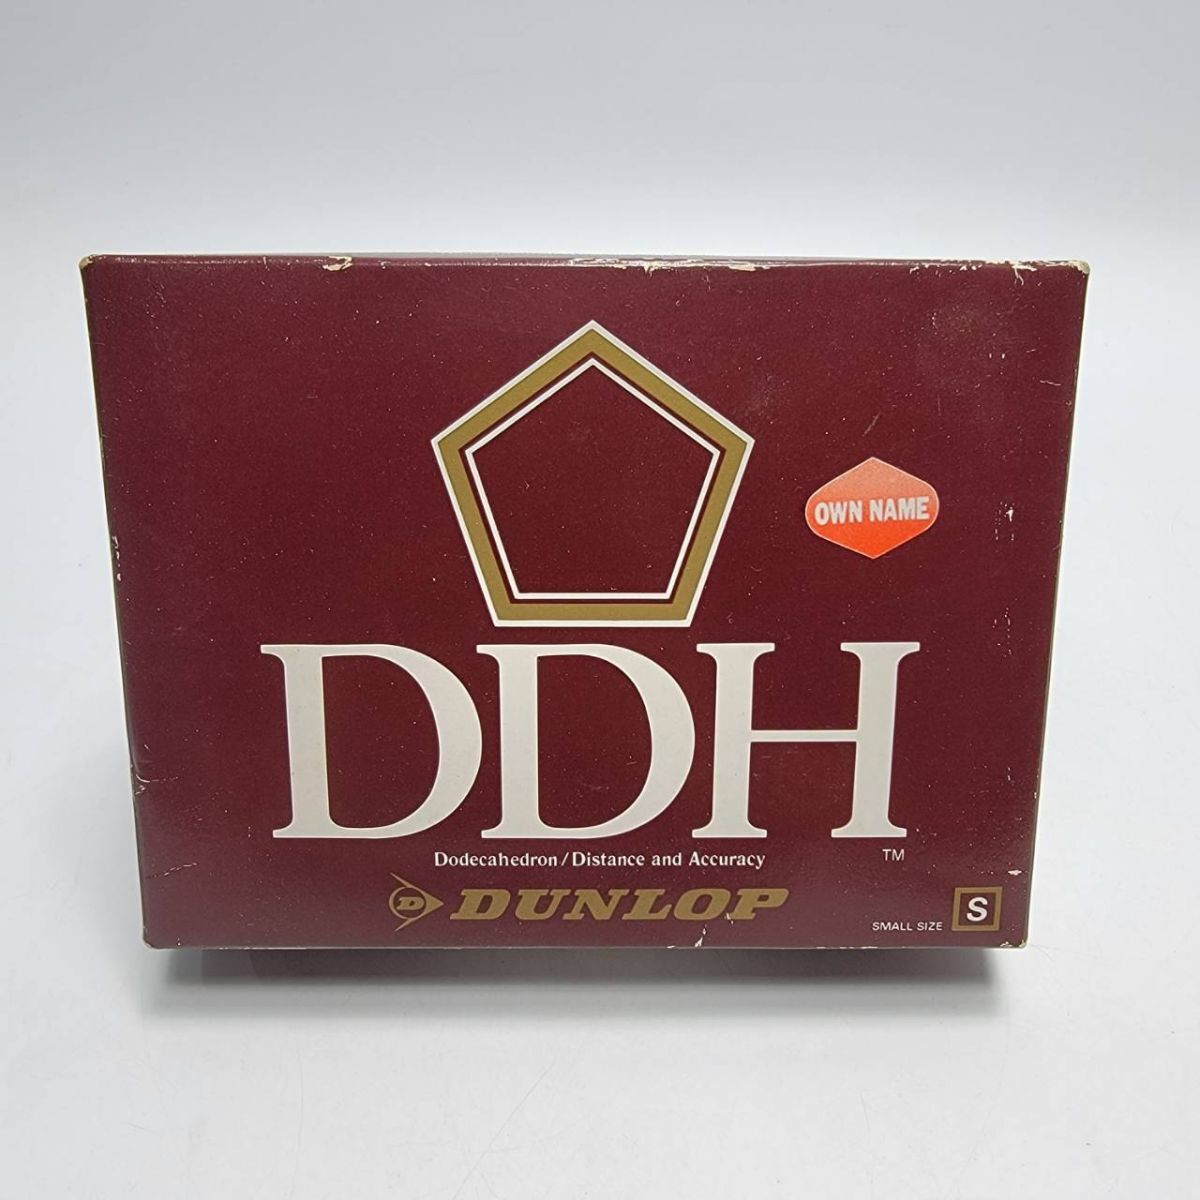 OWN NAME
DDH
TM
Dodecahedron/Distance and Accuracy
D DUNLOP
SMALL SIZE S